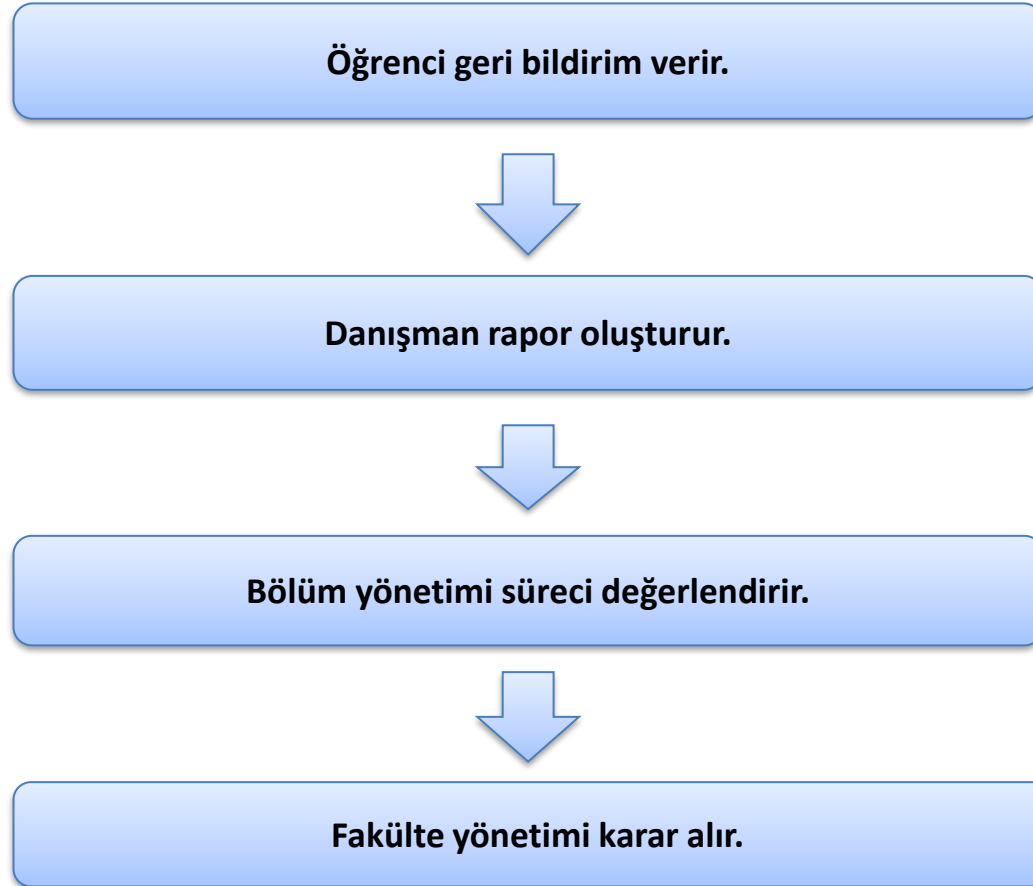 Öğrenci geri bildirim verir.
Danışman rapor oluşturur.
Bölüm yönetimi süreci değerlendirir.
Fakülte yönetimi karar alır.